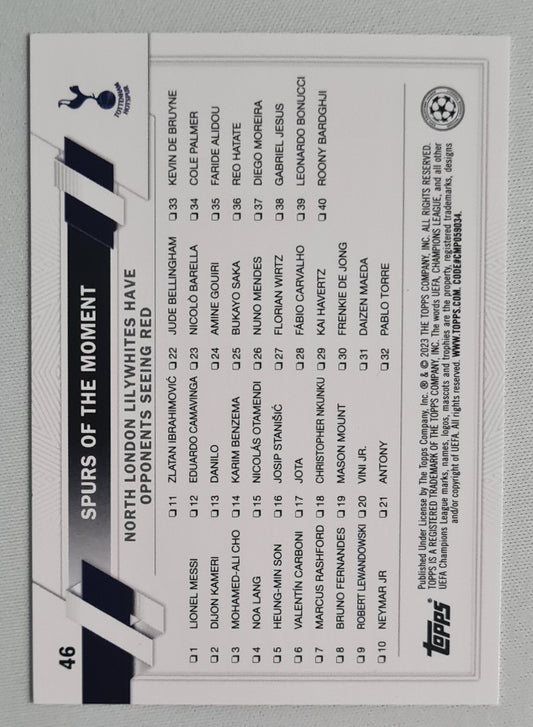 46
SPURS OF THE MOMENT
TOTTENHAM
HOTSPUR
NORTH LONDON LILYWHITES HAVE
OPPONENTS SEEING RED
❑ 1 LIONEL MESSI
❑ 2 DIJON KAMERI
❑ 3 MOHAMED-ALI CHO
❑ 4 NOA LANG
❑ 5 HEUNG-MIN SON
❑ 6 VALENTÍN CARBONI
❑ 7 MARCUS RASHFORD
❑ 8 BRUNO FERNANDES
❑ 9 ROBERT LEWANDOWSKI
❑ 10 NEYMAR JR
❑ 11 ZLATAN IBRAHIMOVIĆ
❑ 12 EDUARDO CAMAVINGA
❑ 13 DANILO
❑ 14 KARIM BENZEMA
❑ 15 NICOLÁS OTAMENDI
❑ 16 JOSIP STANIŠIĆ
❑ 17 JOTA
❑ 18 CHRISTOPHER NKUNKU
❑ 19 MASON MOUNT
❑ 20 VINI JR.
❑ 21 ANTONY
❑ 22 JUDE BELLINGHAM
❑ 23 NICOLÒ BARELLA
❑ 24 AMINE GOUIRI
❑ 25 BUKAYO SAKA
❑ 26 NUNO MENDES
❑ 27 FLORIAN WIRTZ
❑ 28 FÁBIO CARVALHO
❑ 29 KAI HAVERTZ
❑ 30 FRENKIE DE JONG
❑ 31 DAIZEN MAEDA
❑ 32 PABLO TORRE
❑ 33 KEVIN DE BRUYNE
❑ 34 COLE PALMER
❑ 35 FARIDE ALIDOU
❑ 36 REO HATATE
❑ 37 DIEGO MOREIRA
❑ 38 GABRIEL JESUS
❑ 39 LEONARDO BONUCCI
❑ 40 ROONY BARDGHJI
topps®
Published Under License by The Topps Company, Inc. ® & © 2023 THE TOPPS COMPANY, INC. ALL RIGHTS RESERVED.
TOPPS IS A REGISTERED TRADEMARK OF THE TOPPS COMPANY, INC. The words UEFA, CHAMPIONS LEAGUE, and all other
UEFA Champions League marks, names, logos, mascots and trophies are the property, registered trademarks, designs
and/or copyright of UEFA. All rights reserved. WWW.TOPPS.COM. CODE#CMP059034.